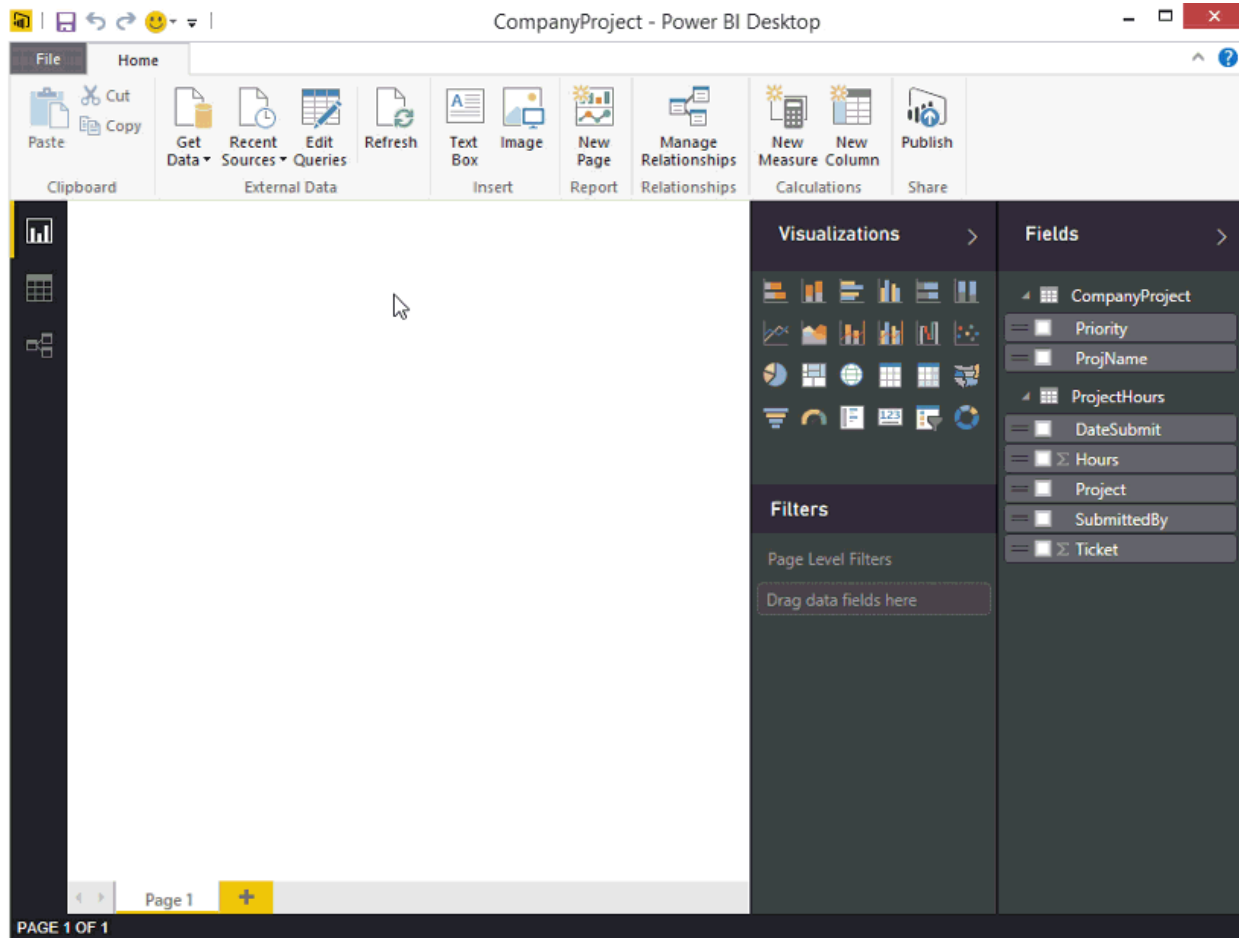 CompanyProject - Power BI Desktop
File
Home
Paste
Cut
Copy
Get
Data
Recent
Sources
Edit
Queries
Refresh
Text
Box
Image
New
Page
Manage
Relationships
New
Measure
New
Column
Publish
Clipboard
External Data
Insert
Report
Relationships
Calculations
Share
Visualizations
123
Filters
Page Level Filters
Drag data fields here
Fields
CompanyProject
Priority
ProjName
ProjectHours
DateSubmit
Σ Hours
Project
SubmittedBy
Σ Ticket
Page 1
PAGE 1 OF 1